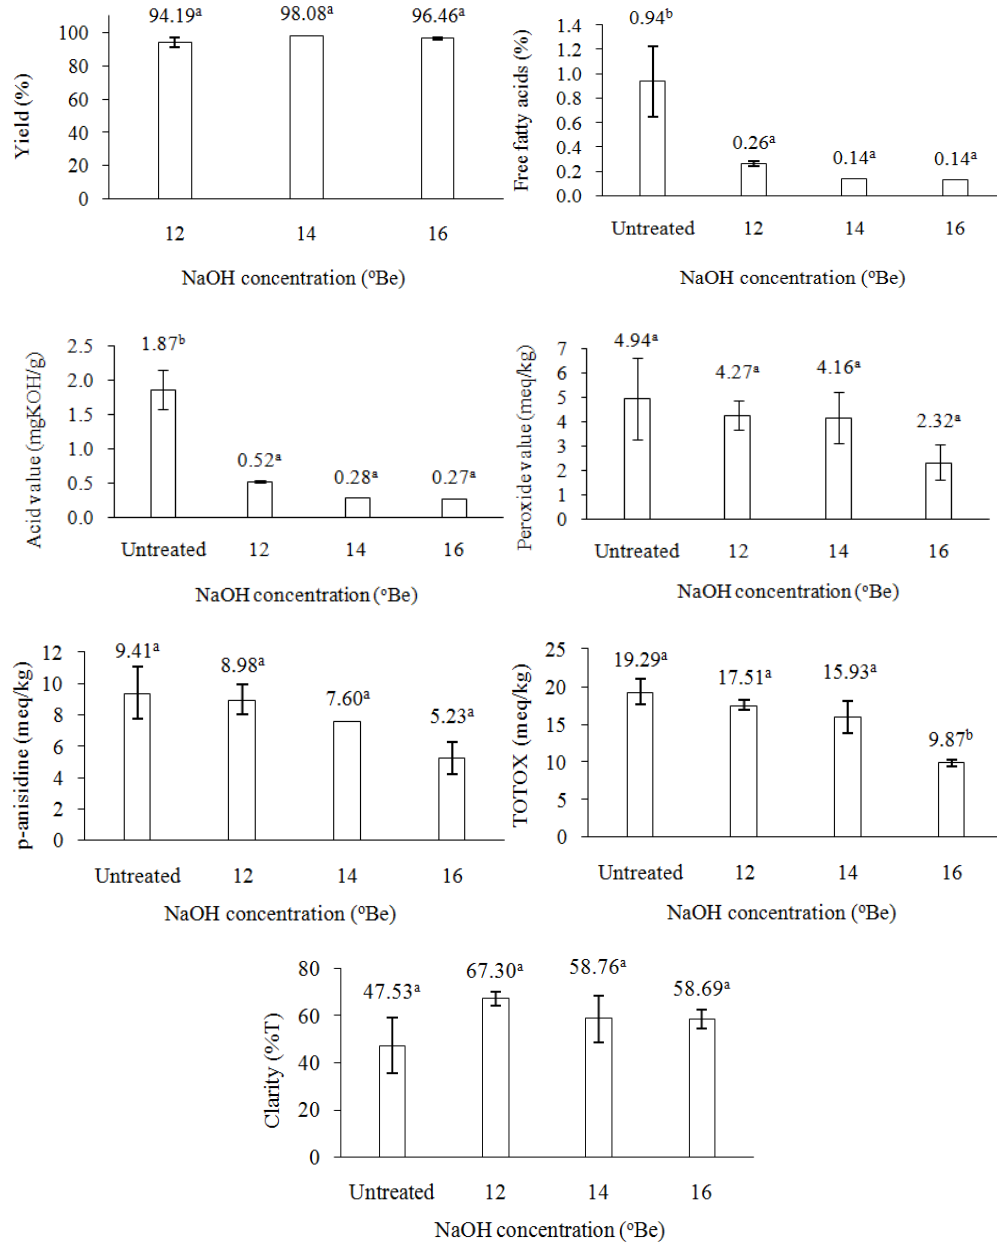 94.19ᵃ 98.08ᵃ 96.46ᵃ
Yield (%)
100
80
60
40
20
0
12 14 16
NaOH concentration (°Be)
0.94ᵇ
Free fatty acids (%)
1.4
1.2
1.0
0.8
0.6
0.4
0.2
0.0
0.26ᵃ 0.14ᵃ 0.14ᵃ
Untreated 12 14 16
NaOH concentration (°Be)
1.87ᵇ
Acid value (mgKOH/g)
2.5
2.0
1.5
1.0
0.5
0.0
0.52ᵃ 0.28ᵃ 0.27ᵃ
Untreated 12 14 16
NaOH concentration (°Be)
4.94ᵃ 4.27ᵃ 4.16ᵃ 2.32ᵃ
Peroxide value (meq/kg)
7
6
5
4
3
2
1
0
Untreated 12 14 16
NaOH concentration (°Be)
9.41ᵃ 8.98ᵃ 7.60ᵃ 5.23ᵃ
p-anisidine (meq/kg)
12
10
8
6
4
2
0
Untreated 12 14 16
NaOH concentration (°Be)
19.29ᵃ 17.51ᵃ 15.93ᵃ 9.87ᵇ
TOTOX (meq/kg)
25
20
15
10
5
0
Untreated 12 14 16
NaOH concentration (°Be)
47.53ᵃ 67.30ᵃ 58.76ᵃ 58.69ᵃ
Clarity (%T)
80
60
40
20
0
Untreated 12 14 16
NaOH concentration (°Be)